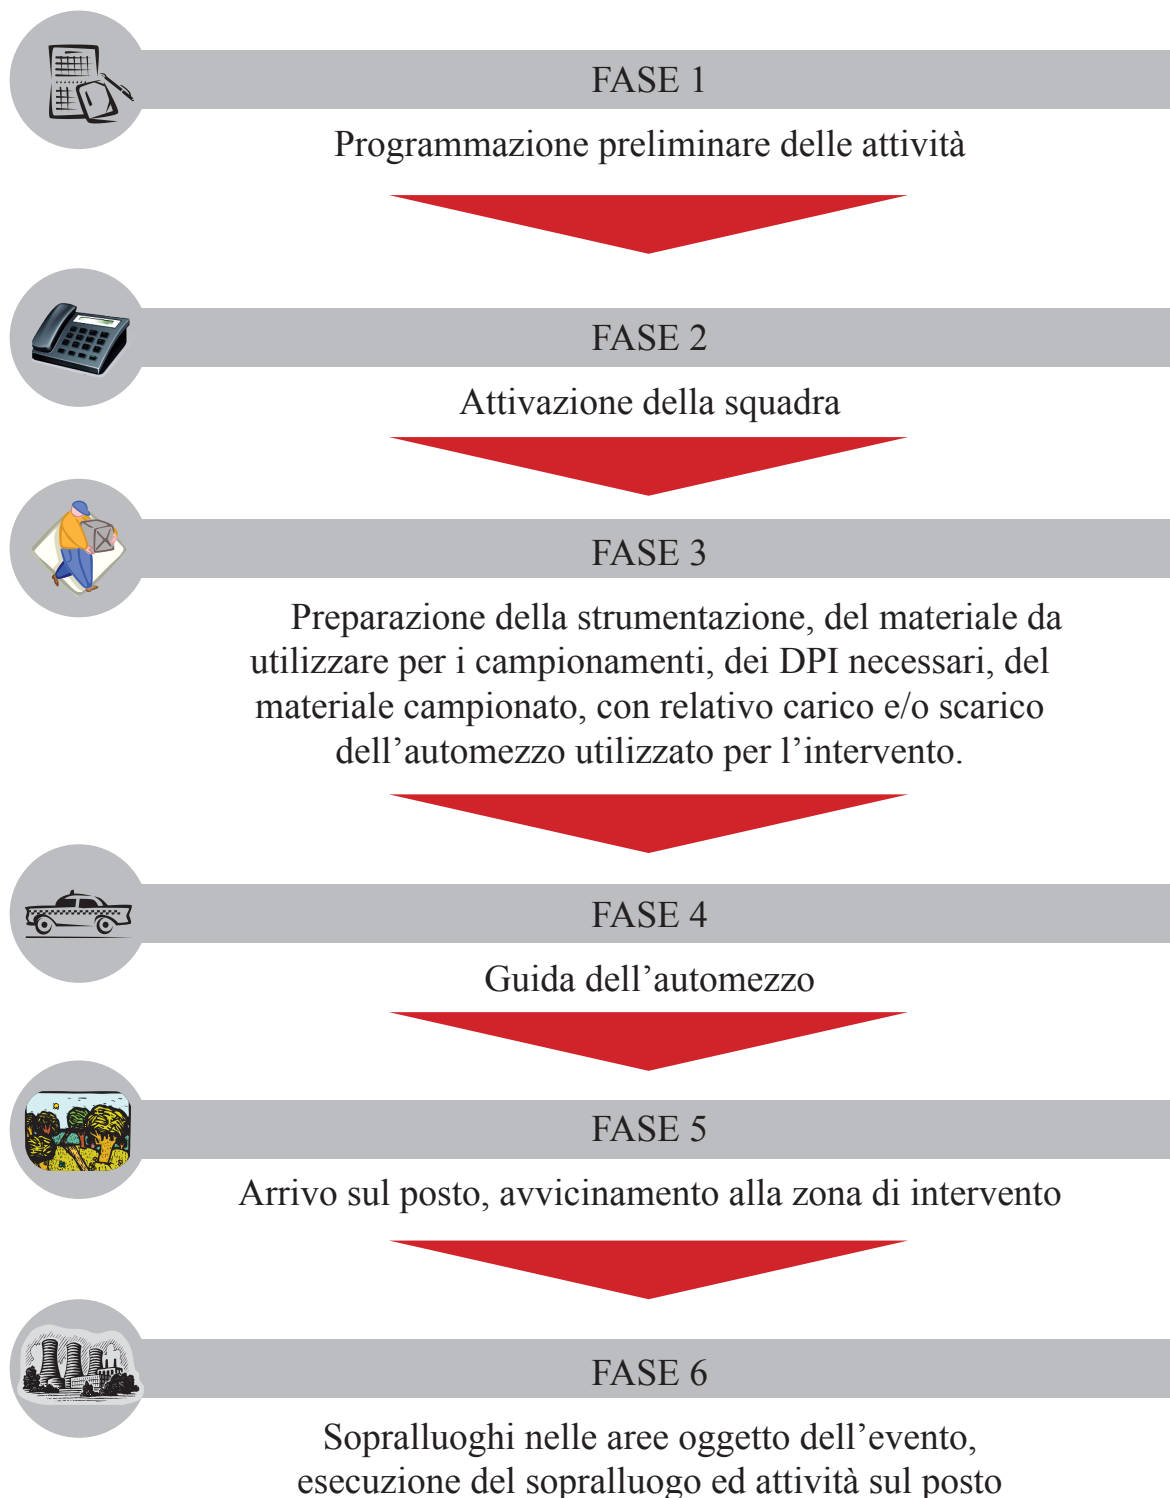 FASE 1
Programmazione preliminare delle attività
FASE 2
Attivazione della squadra
FASE 3
Preparazione della strumentazione, del materiale da
utilizzare per i campionamenti, dei DPI necessari, del
materiale campionato, con relativo carico e/o scarico
dell’automezzo utilizzato per l’intervento.
FASE 4
Guida dell’automezzo
FASE 5
Arrivo sul posto, avvicinamento alla zona di intervento
FASE 6
Sopralluoghi nelle aree oggetto dell’evento,
esecuzione del sopralluogo ed attività sul posto